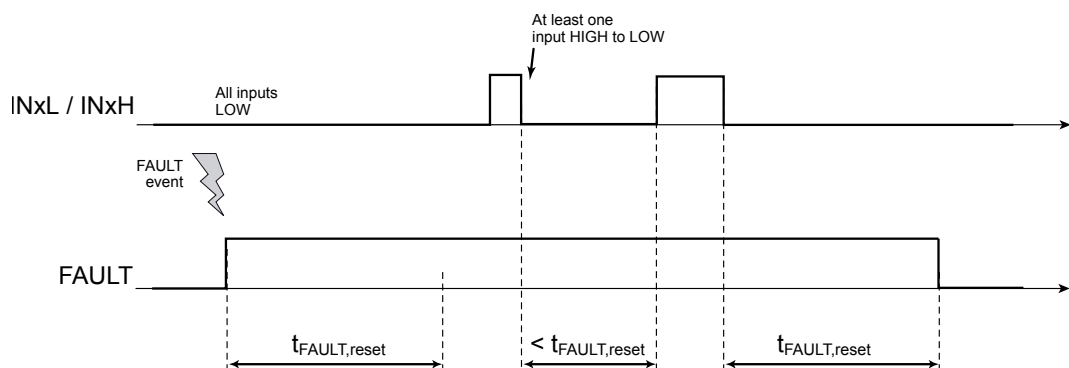 At least one
input HIGH to LOW
INxL / INxH
All inputs
LOW
FAULT
event
FAULT
tFAULT,reset
< tFAULT,reset
tFAULT,reset